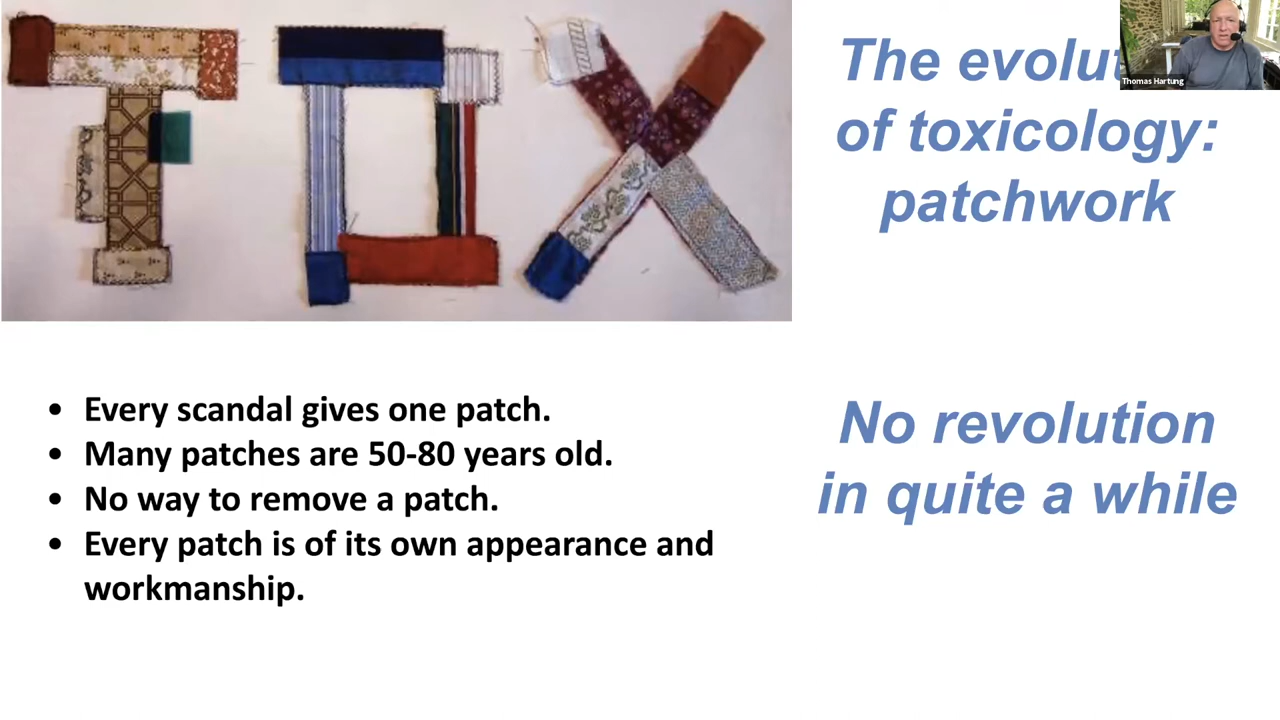 TOX
The evolut
of toxicology:
patchwork
Thomas Hartung
Every scandal gives one patch.
Many patches are 50-80 years old.
No way to remove a patch.
Every patch is of its own appearance and
workmanship.
No revolution
in quite a while